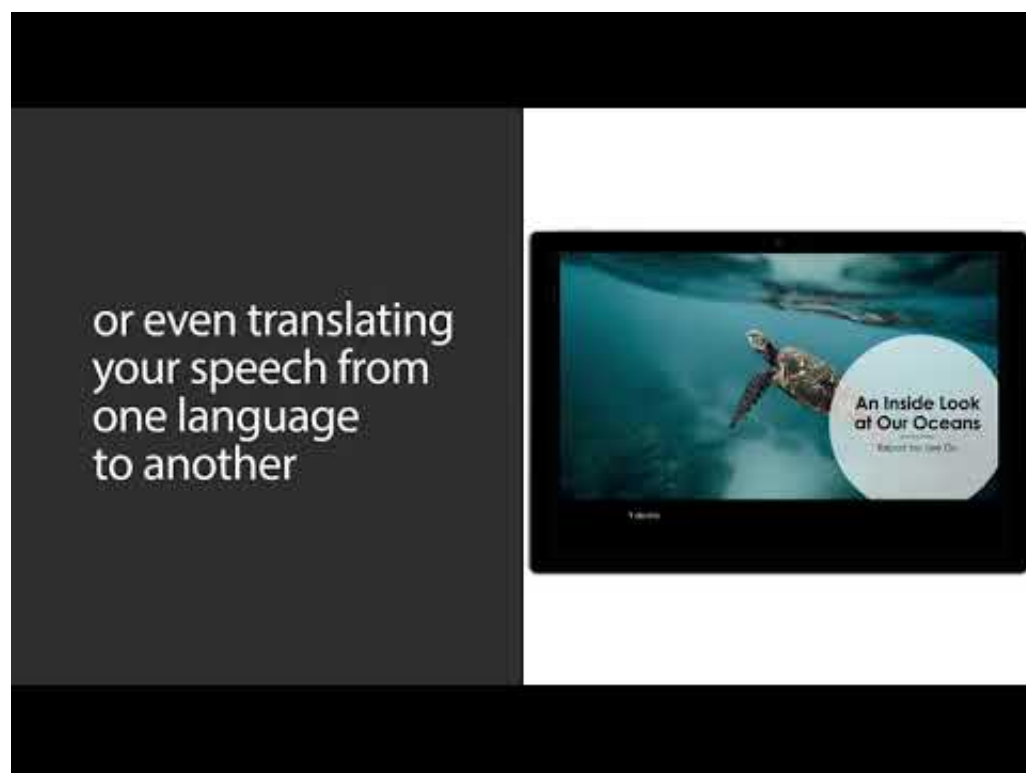 or even translating
your speech from
one language
to another
An Inside Look
at Our Oceans